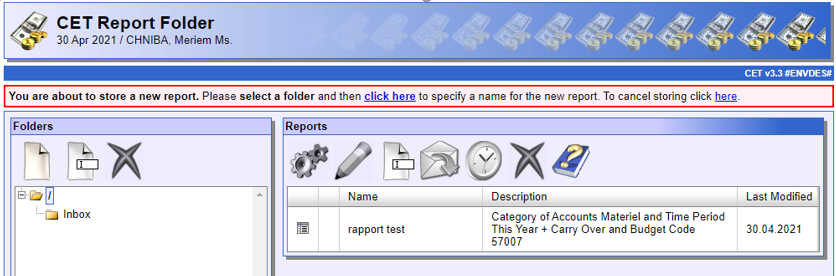 CET Report Folder
30 Apr 2021 / CHNIBA, Meriem Ms.
CET v3.3 #ENVDES#
You are about to store a new report. Please select a folder and then click here to specify a name for the new report. To cancel storing click here.
Folders
Reports
/
Inbox
Name Description Last Modified
rapport test
Category of Accounts Materiel and Time Period
This Year + Carry Over and Budget Code
57007
30.04.2021